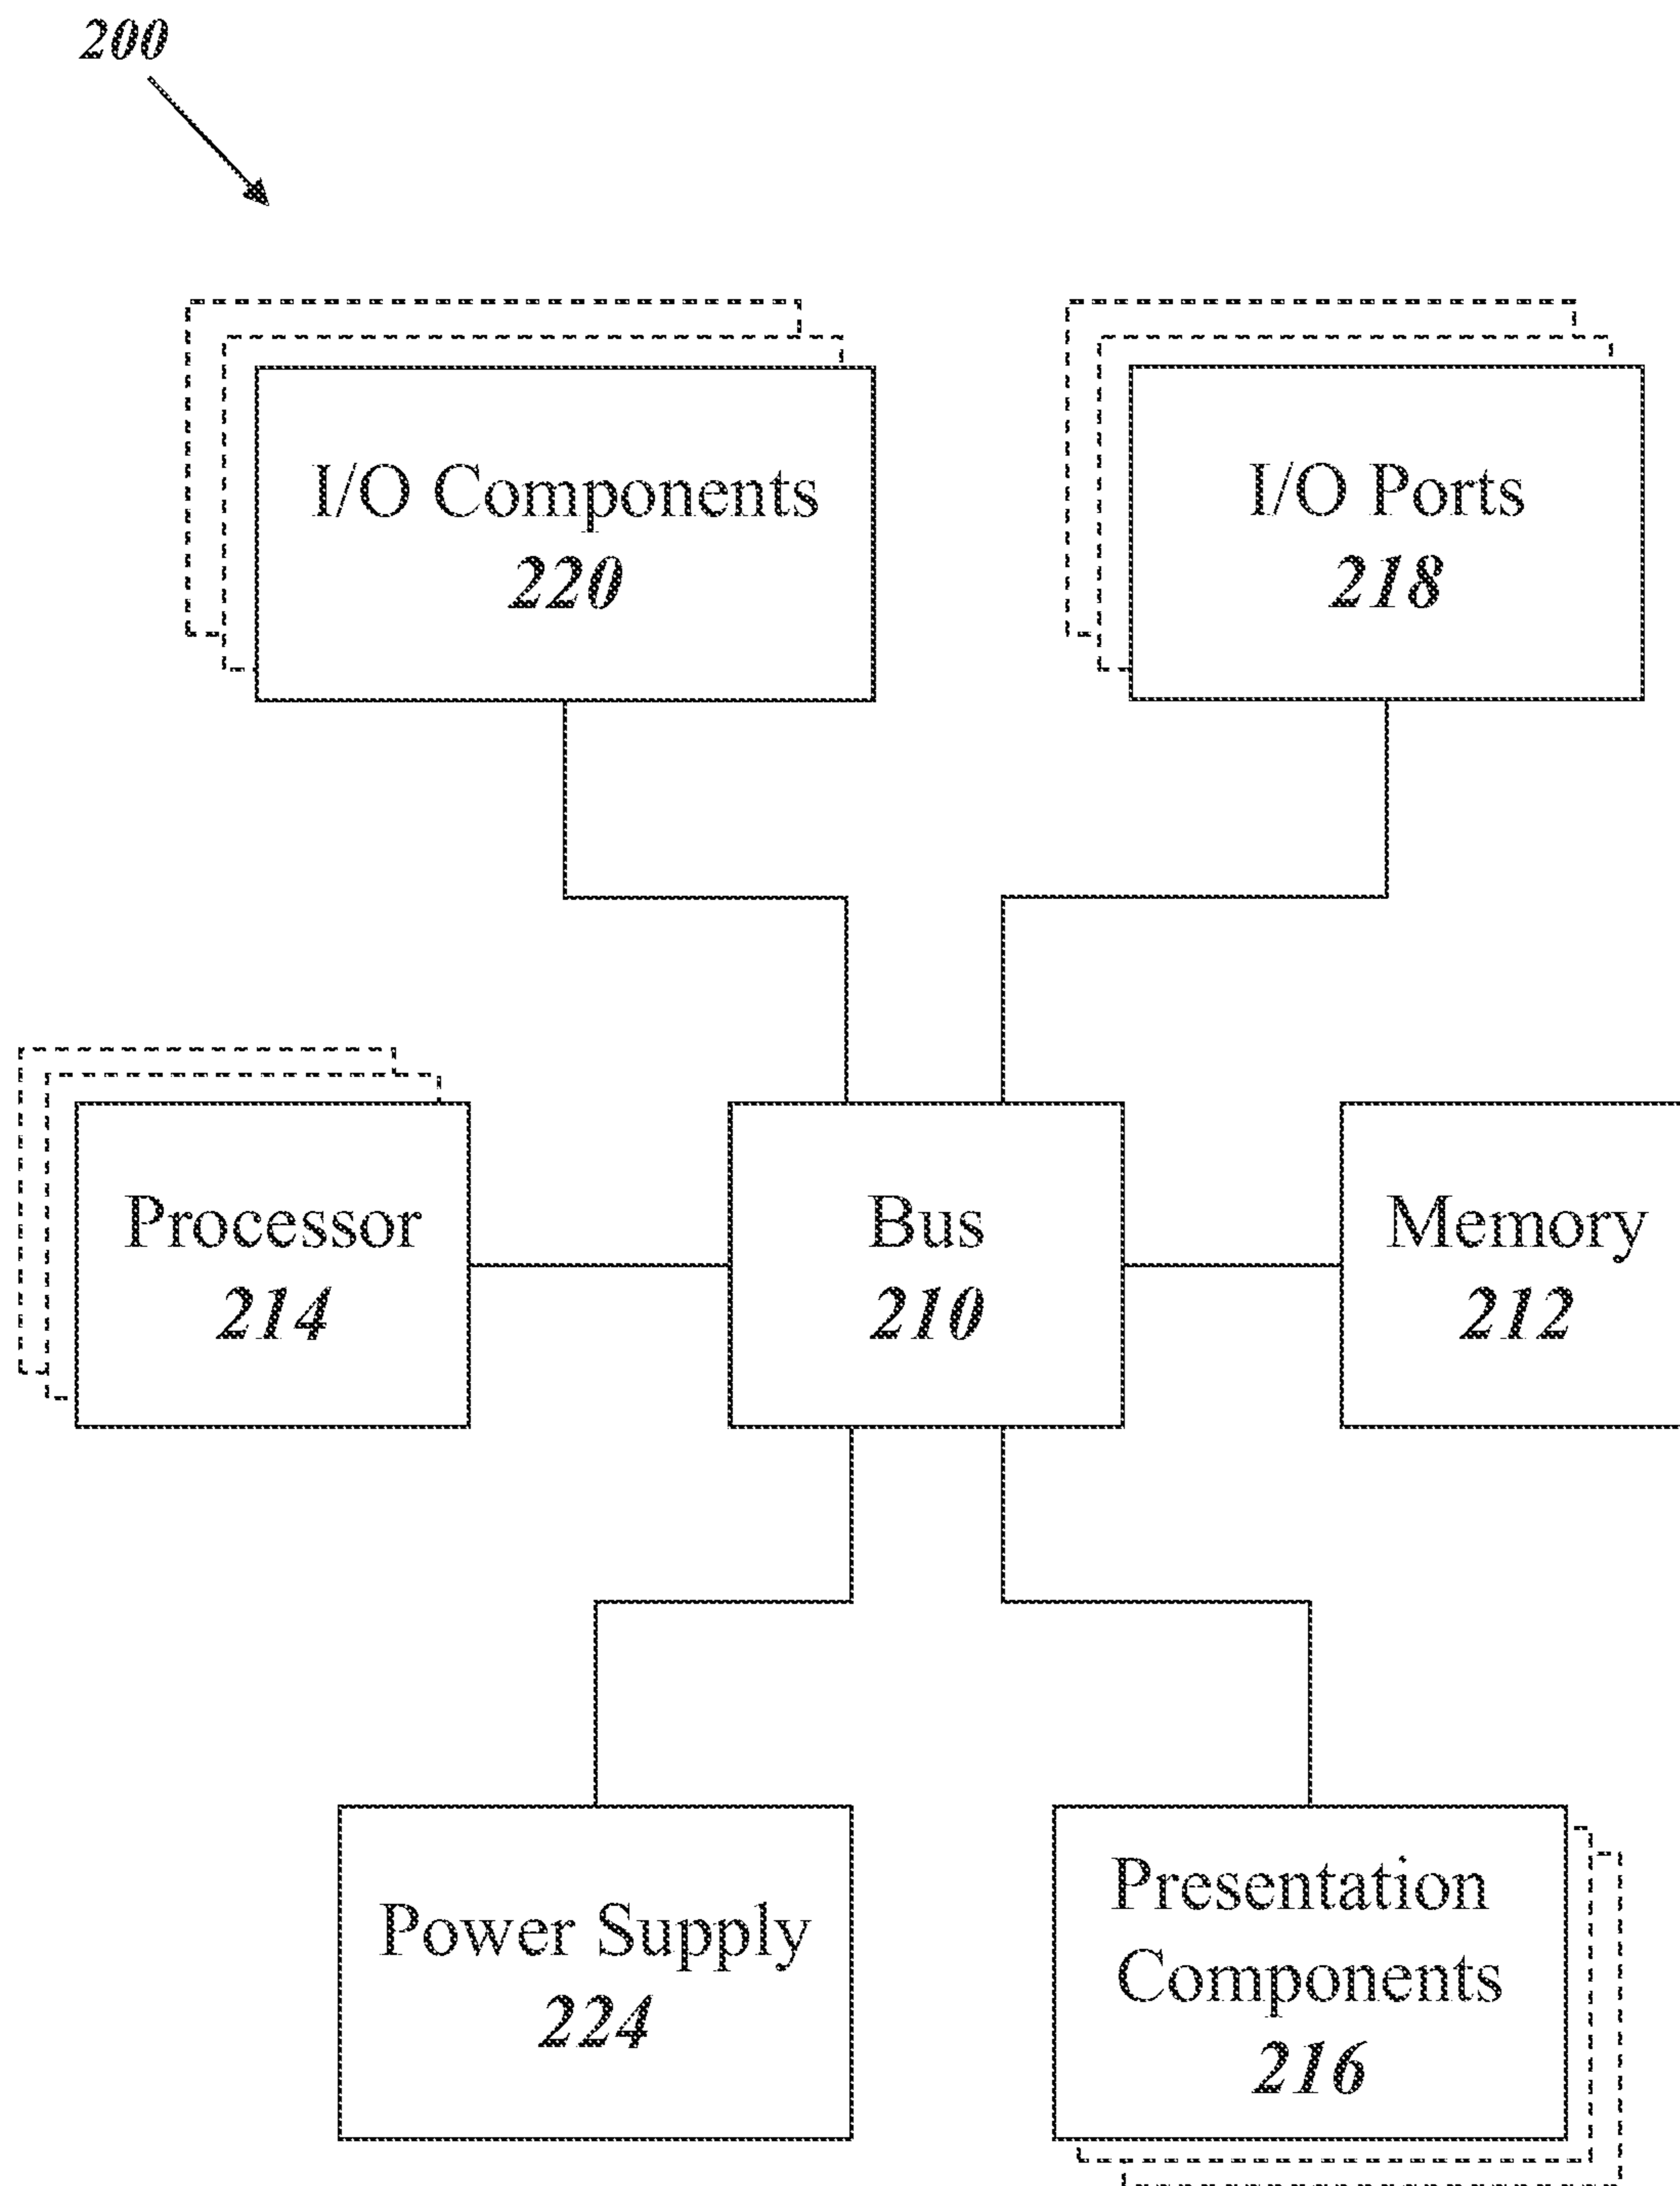 200
I/O Components
220
I/O Ports
218
Processor
214
Bus
210
Memory
212
Power Supply
224
Presentation
Components
216